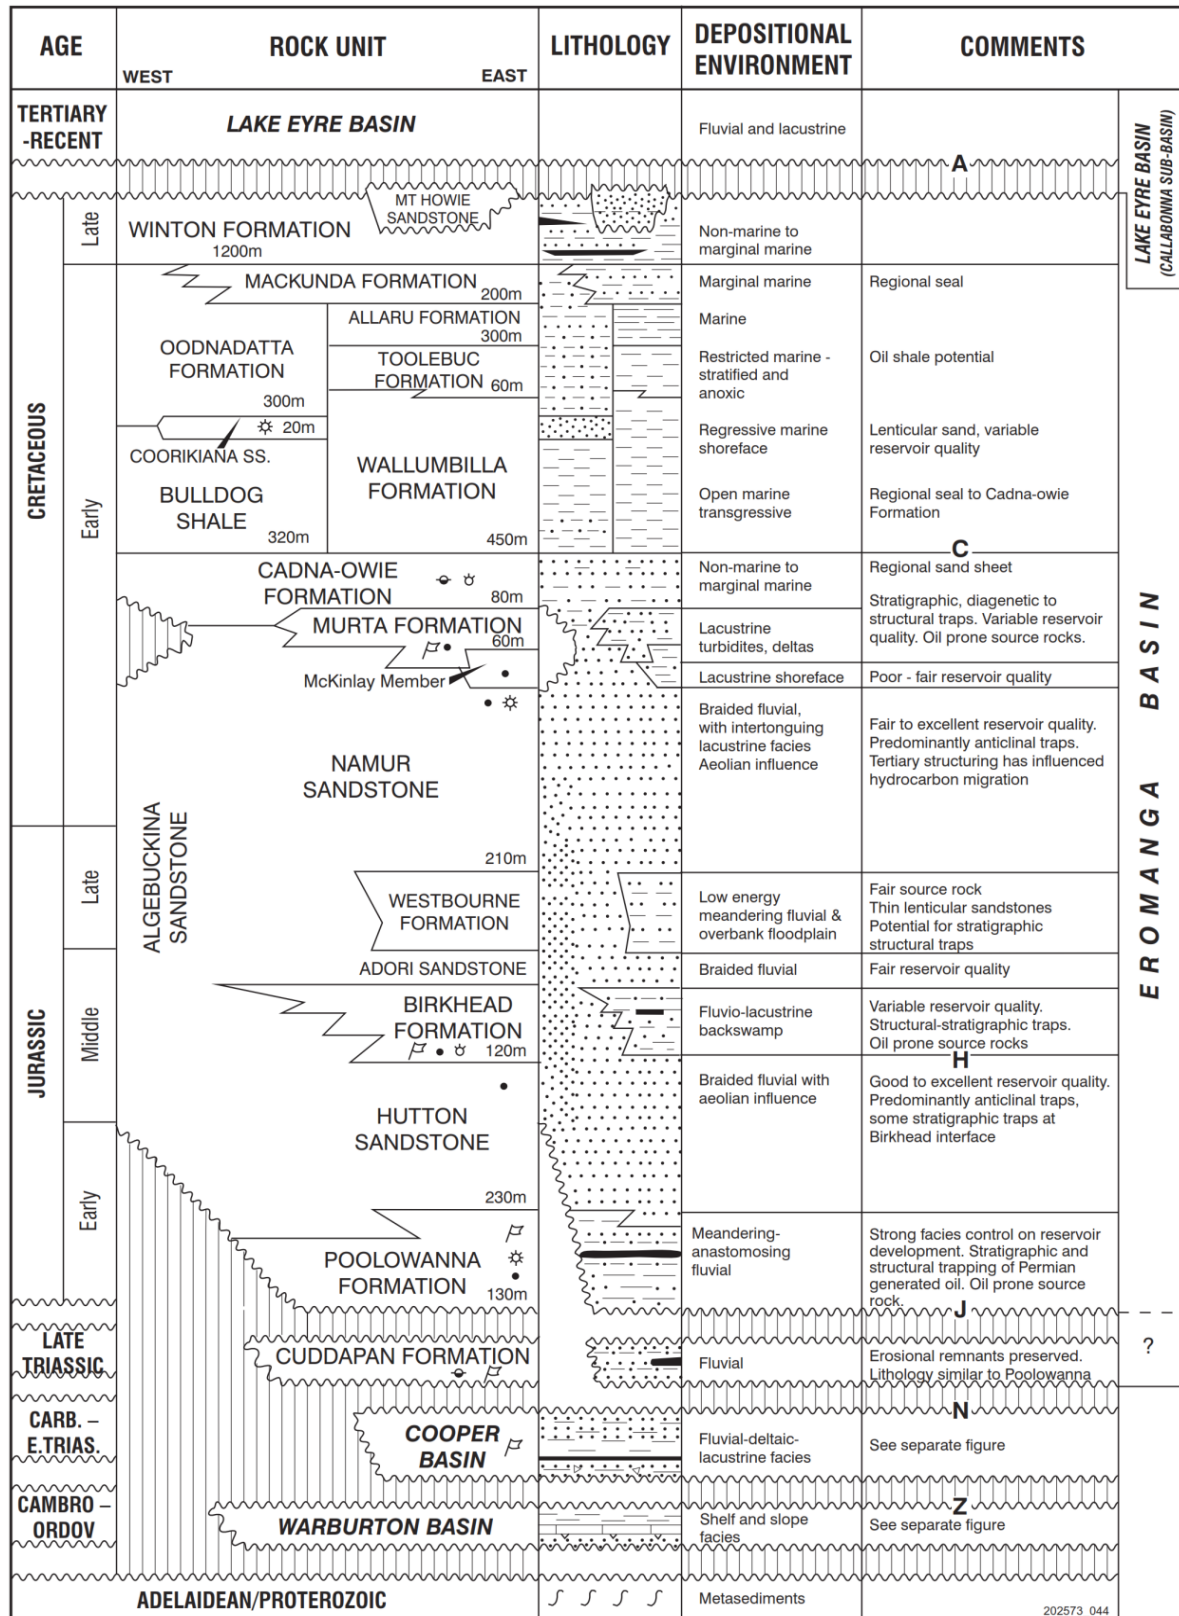 AGE
ROCK UNIT
WEST
EAST
LITHOLOGY
DEPOSITIONAL
ENVIRONMENT
COMMENTS
TERTIARY
-RECENT
LAKE EYRE BASIN
Fluvial and lacustrine
A
LAKE EYRE BASIN
(CALLABONNA SUB-BASIN)
CRETACEOUS
Late
MT HOWIE
SANDSTONE
WINTON FORMATION
1200m
Non-marine to
marginal marine
Early
MACKUNDA FORMATION
200m
Marginal marine
Regional seal
ALLARU FORMATION
300m
Marine
OODNADATTA
FORMATION
300m
TOOLEBUC
FORMATION 60m
Restricted marine -
stratified and
anoxic
Oil shale potential
20m
COORIKIANA SS.
Regressive marine
shoreface
Lenticular sand, variable
reservoir quality
BULLDOG
SHALE
320m
WALLUMBILLA
FORMATION
450m
Open marine
transgressive
Regional seal to Cadna-owie
Formation
C
CADNA-OWIE
FORMATION
80m
Non-marine to
marginal marine
Regional sand sheet
Stratigraphic, diagenetic to
structural traps. Variable reservoir
quality. Oil prone source rocks.
MURTA FORMATION
60m
Lacustrine
turbidites, deltas
McKinlay Member
Lacustrine shoreface
Poor - fair reservoir quality
NAMUR
SANDSTONE
210m
Braided fluvial,
with intertonguing
lacustrine facies
Aeolian influence
Fair to excellent reservoir quality.
Predominantly anticlinal traps.
Tertiary structuring has influenced
hydrocarbon migration
EROMANGA BASIN
ALGEBUCKINA
SANDSTONE
JURASSIC
Late
WESTBOURNE
FORMATION
Low energy
meandering fluvial &
overbank floodplain
Fair source rock
Thin lenticular sandstones
Potential for stratigraphic
structural traps
Middle
ADORI SANDSTONE
Braided fluvial
Fair reservoir quality
BIRKHEAD
FORMATION
120m
Fluvio-lacustrine
backswamp
Variable reservoir quality.
Structural-stratigraphic traps.
Oil prone source rocks
H
HUTTON
SANDSTONE
230m
Braided fluvial with
aeolian influence
Good to excellent reservoir quality.
Predominantly anticlinal traps,
some stratigraphic traps at
Birkhead interface
Early
POOLOWANNA
FORMATION
130m
Meandering-
anastomosing
fluvial
Strong facies control on reservoir
development. Stratigraphic and
structural trapping of Permian
generated oil. Oil prone source
rock.
J
LATE
TRIASSIC
CUDDAPAN FORMATION
Fluvial
Erosional remnants preserved.
Lithology similar to Poolowanna
?
CARB. –
E.TRIAS.
COOPER
BASIN
Fluvial-deltaic-
lacustrine facies
N
See separate figure
CAMBRO –
ORDOV
WARBURTON BASIN
Shelf and slope
facies
Z
See separate figure
ADELAIDEAN/PROTEROZOIC
Metasediments
202573_044